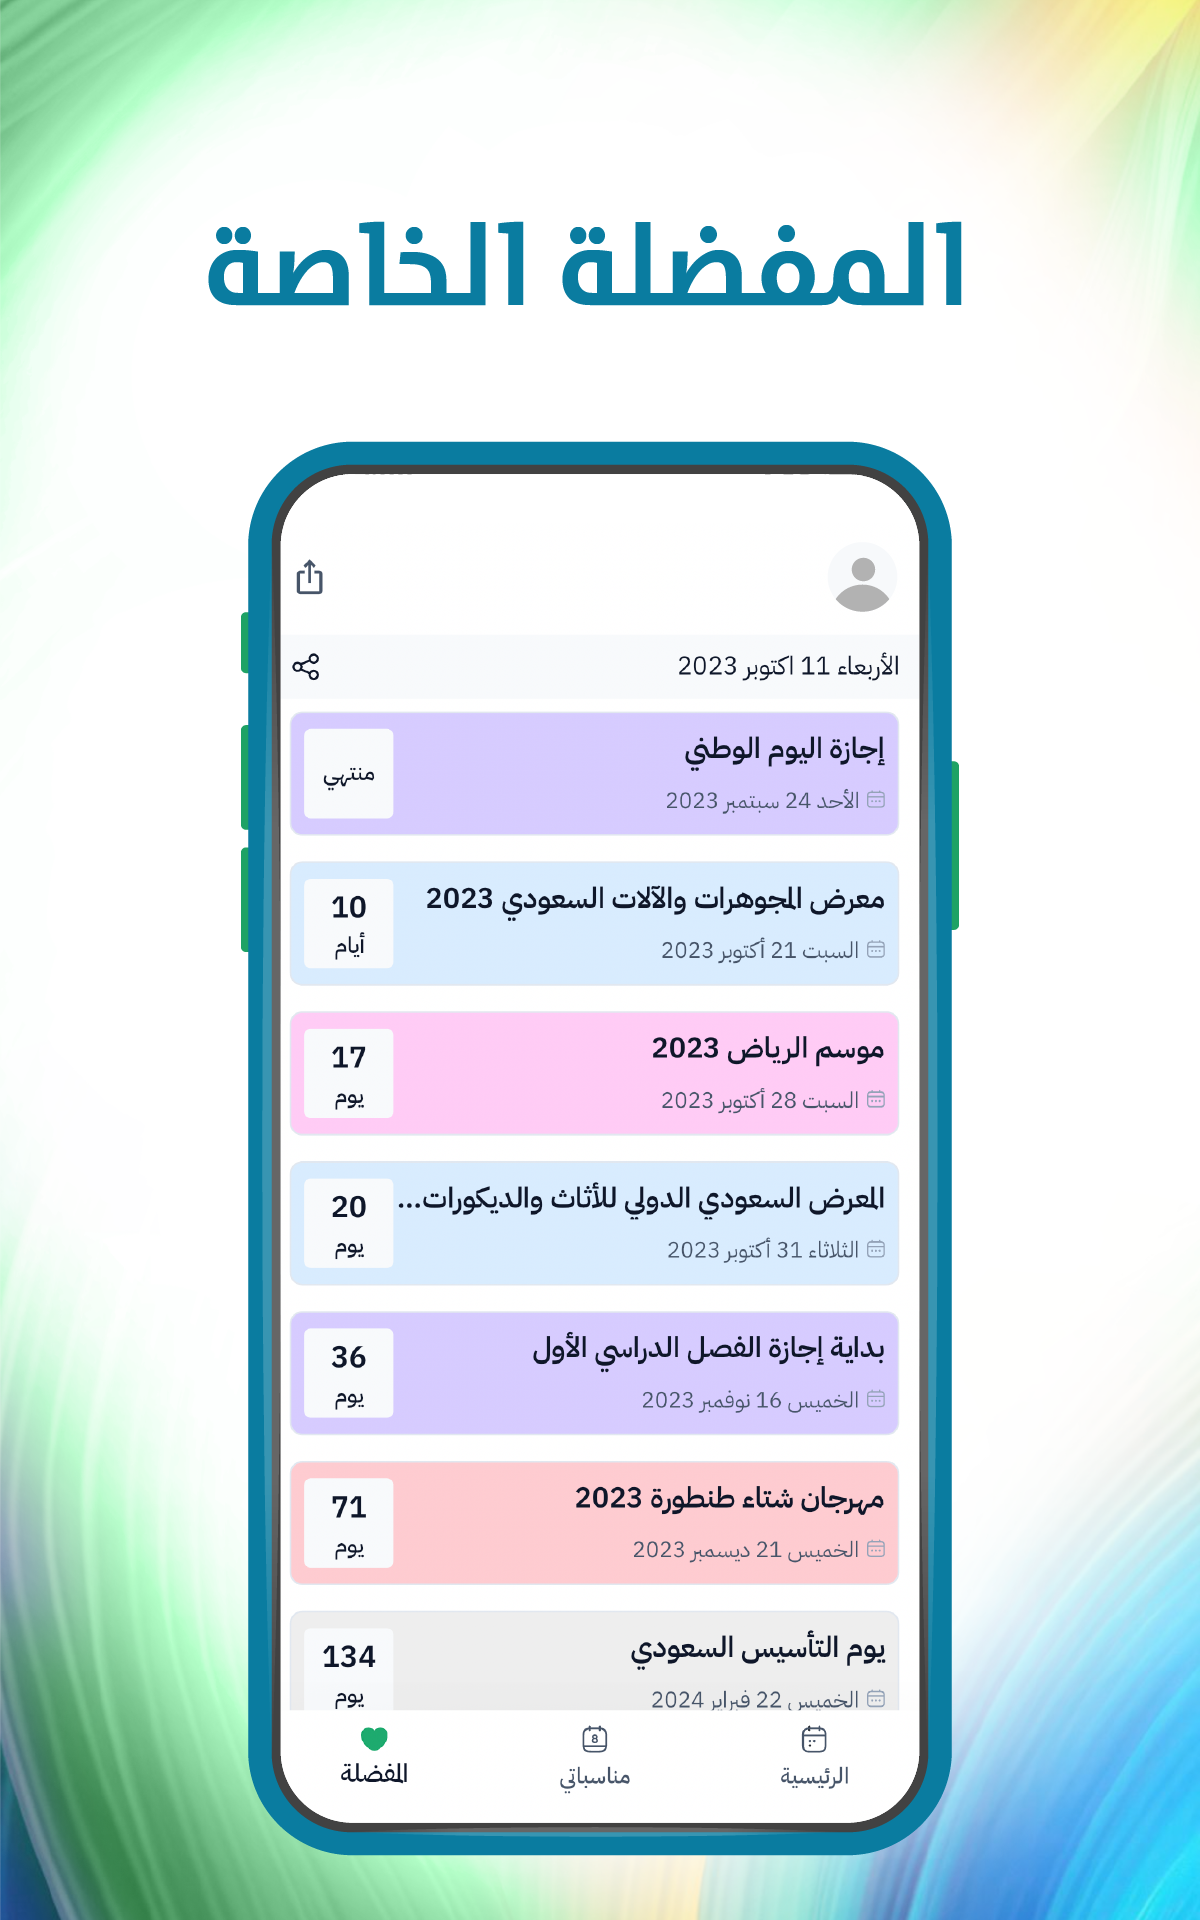 المفضلة الخاصة
الأربعاء 11 اكتوبر 2023
إجازة اليوم الوطني
الأحد 24 سبتمبر 2023
منتهي
معرض المجوهرات والآلات السعودي 2023
السبت 21 أكتوبر 2023
10
أيام
موسم الرياض 2023
السبت 28 أكتوبر 2023
17
يوم
المعرض السعودي الدولي للأثاث والديكورات...
الثلاثاء 31 أكتوبر 2023
20
يوم
بداية إجازة الفصل الدراسي الأول
الخميس 16 نوفمبر 2023
36
يوم
مهرجان شتاء طنطورة 2023
الخميس 21 ديسمبر 2023
71
يوم
يوم التأسيس السعودي
الخميس 22 فبراير 2024
134
يوم
الرئيسية
8
مناسباتي
المفضلة